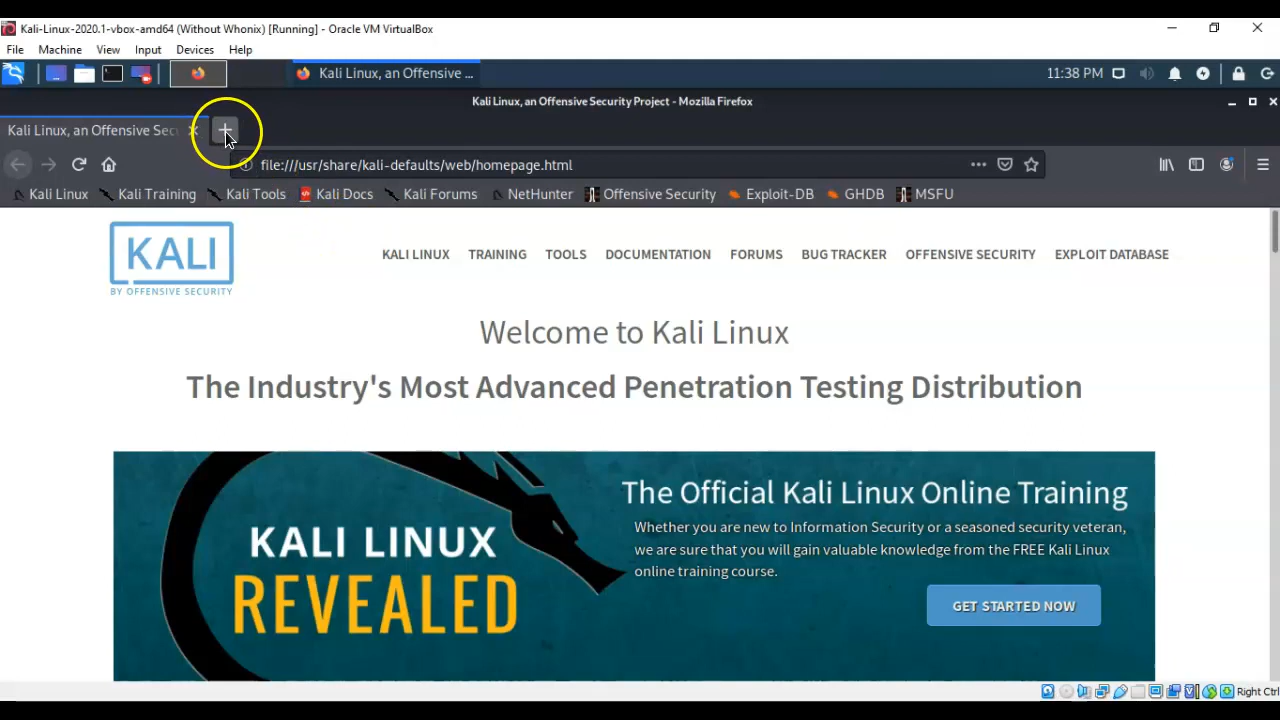 Kali-Linux-2020.1-vbox-amd64 (Without Whonix) [Running] - Oracle VM VirtualBox
File Machine View Input Devices Help
Kali Linux, an Offensive ... 11:38 PM
Kali Linux, an Offensive Security Project - Mozilla Firefox
Kali Linux, an Offensive Sec
file:///usr/share/kali-defaults/web/homepage.html
Kali Linux Kali Training Kali Tools Kali Docs Kali Forums NetHunter Offensive Security Exploit-DB GHDB MSFU
KALI
BY OFFENSIVE SECURITY
KALI LINUX TRAINING TOOLS DOCUMENTATION FORUMS BUG TRACKER OFFENSIVE SECURITY EXPLOIT DATABASE
Welcome to Kali Linux
The Industry's Most Advanced Penetration Testing Distribution
KALI LINUX
REVEALED
The Official Kali Linux Online Training
Whether you are new to Information Security or a seasoned security veteran,
we are sure that you will gain valuable knowledge from the FREE Kali Linux
online training course.
GET STARTED NOW
Right Ctrl